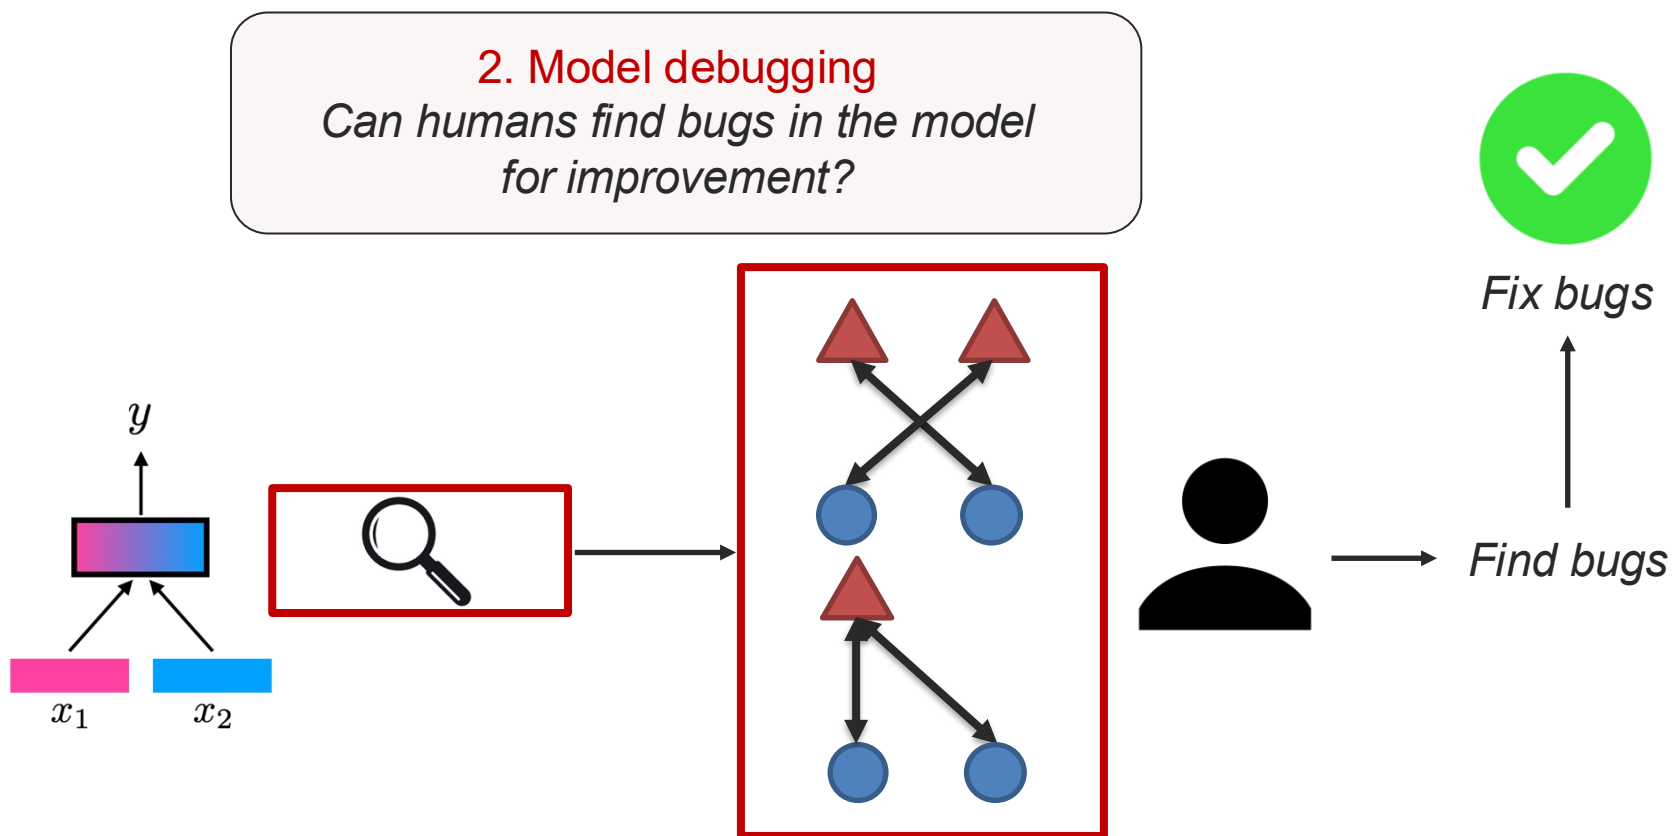 2. Model debugging
Can humans find bugs in the model
for improvement?
Fix bugs
y
Find bugs
x₁ x₂